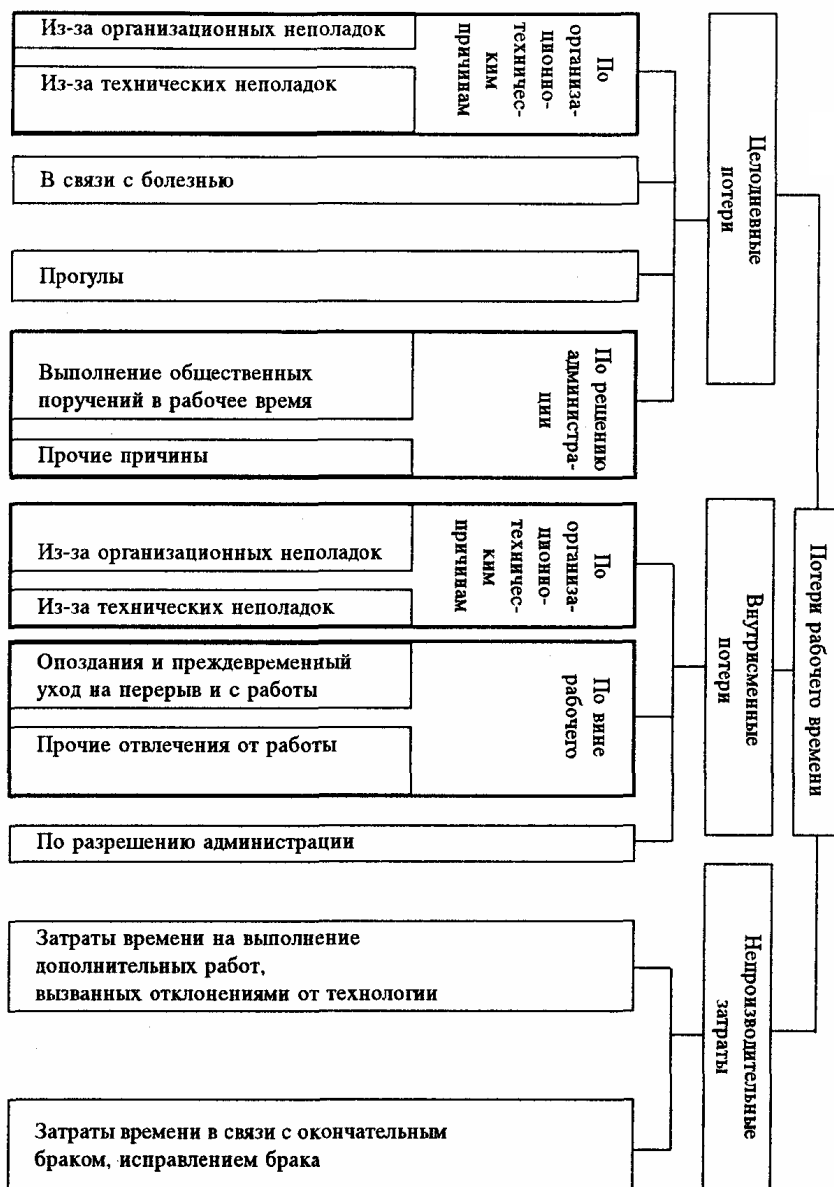 Из-за организационных неполадок
Из-за технических неполадок
По
организа-
ционно-
техничес-
ким
причинам
Целодневные
потери
В связи с болезнью
Прогулы
Выполнение общественных
поручений в рабочее время
Прочие причины
По решению
администра-
ции
Из-за организационных неполадок
Из-за технических неполадок
По
организа-
ционно-
техничес-
ким
причинам
Потери рабочего времени
Внутрисменные
потери
Опоздания и преждевременный
уход на перерыв и с работы
Прочие отвлечения от работы
По вине
рабочего
По разрешению администрации
Затраты времени на выполнение
дополнительных работ,
вызванных отклонениями от технологии
Непроизводительные
затраты
Затраты времени в связи с окончательным
браком, исправлением брака